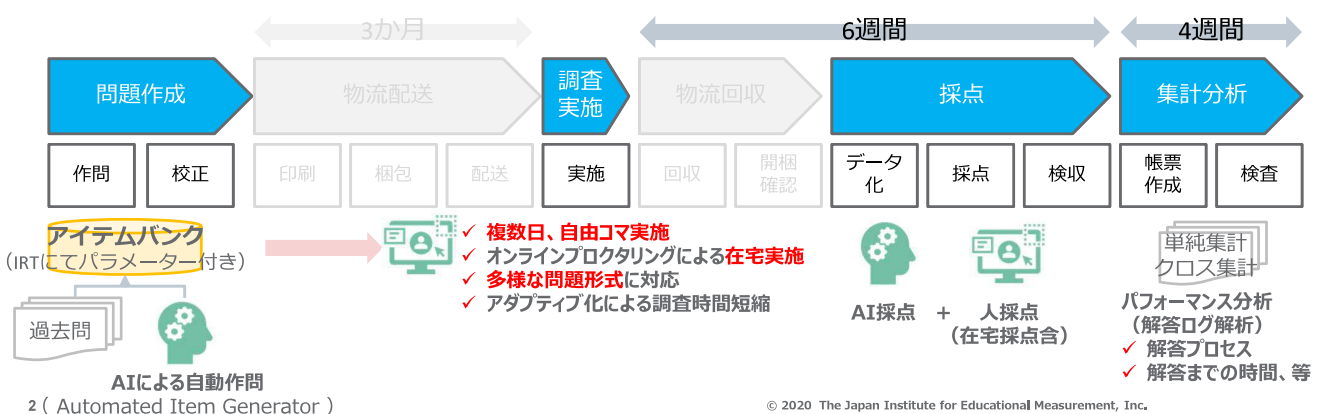 3か月
6週間
4週間
問題作成
物流配送
調査
実施
物流回収
採点
集計分析
作問
校正
印刷
梱包
配送
実施
回収
開梱
確認
データ
化
採点
検収
帳票
作成
検査
アイテムバンク
(IRTにてパラメーター付き)
過去問
AIによる自動作問
( Automated Item Generator )
✓ 複数日、自由コマ実施
✓ オンラインプロクタリングによる在宅実施
✓ 多様な問題形式に対応
✓ アダプティブ化による調査時間短縮
AI採点 + 人採点
(在宅採点含)
単純集計
クロス集計
パフォーマンス分析
(解答ログ解析)
✓ 解答プロセス
✓ 解答までの時間、等
2
© 2020 The Japan Institute for Educational Measurement, Inc.